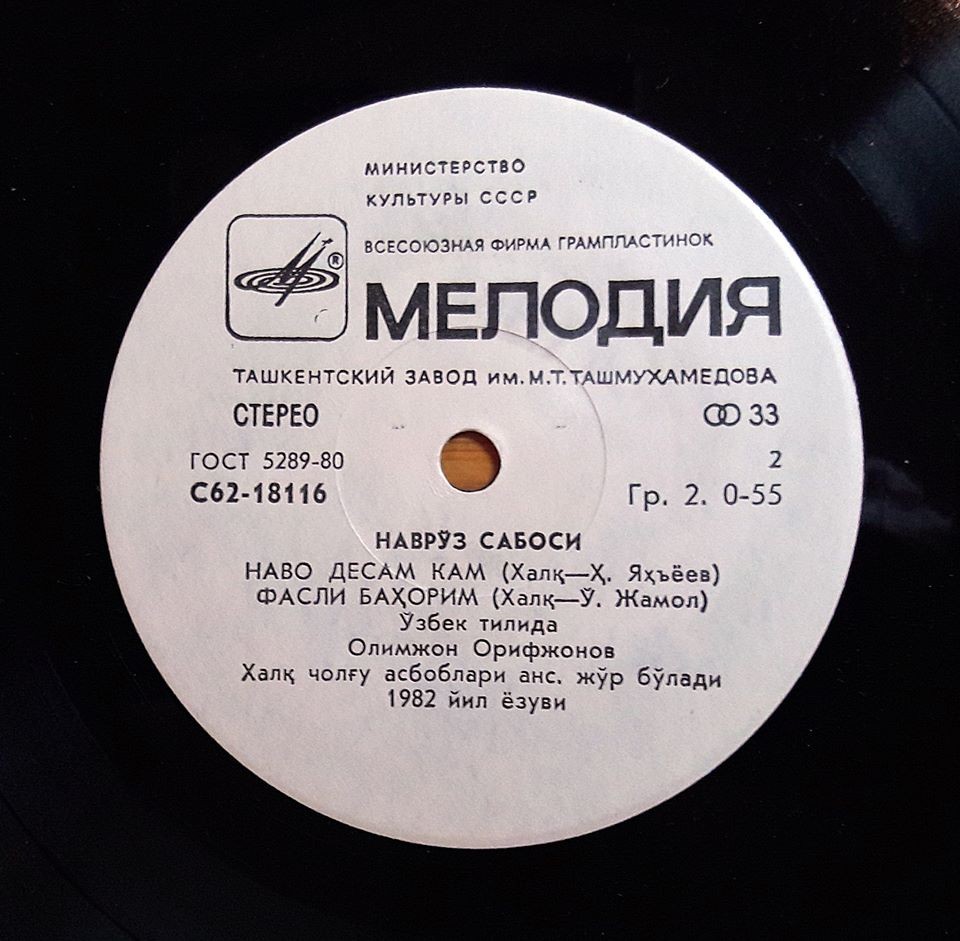 МИНИСТЕРСТВО
КУЛЬТУРЫ СССР
ВСЕСОЮЗНАЯ ФИРМА ГРАМПЛАСТИНОК
®
МЕЛОДИЯ
ТАШКЕНТСКИЙ ЗАВОД им. М.Т. ТАШМУХАМЕДОВА
СТЕРЕО 33
ГОСТ 5289-80 2
С62-18116 Гр. 2. 0-55
НАВРЎЗ САБОСИ
НАВО ДЕСАМ КАМ (Халқ—Ҳ. Яҳъёев)
ФАСЛИ БАҲОРИМ (Халқ—Ў. Жамол)
Ўзбек тилида
Олимжон Орифжонов
Халқ чолғу асбоблари анс. жўр бўлади
1982 йил ёзуви